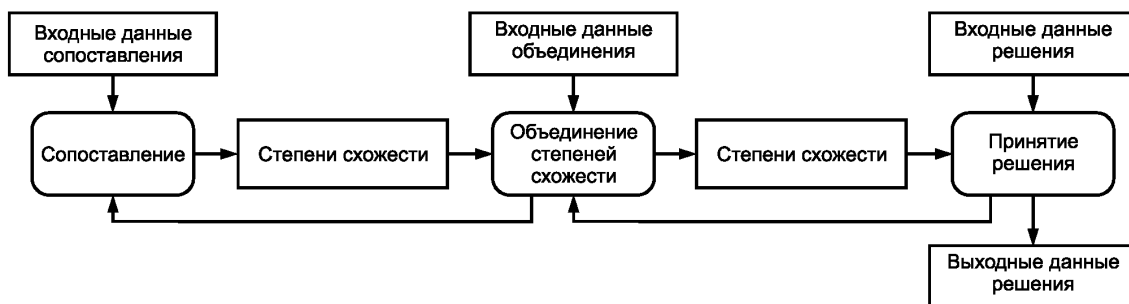 Входные данные
сопоставления
Входные данные
объединения
Входные данные
решения
Сопоставление
Степени схожести
Объединение
степеней
схожести
Степени схожести
Принятие
решения
Выходные данные
решения